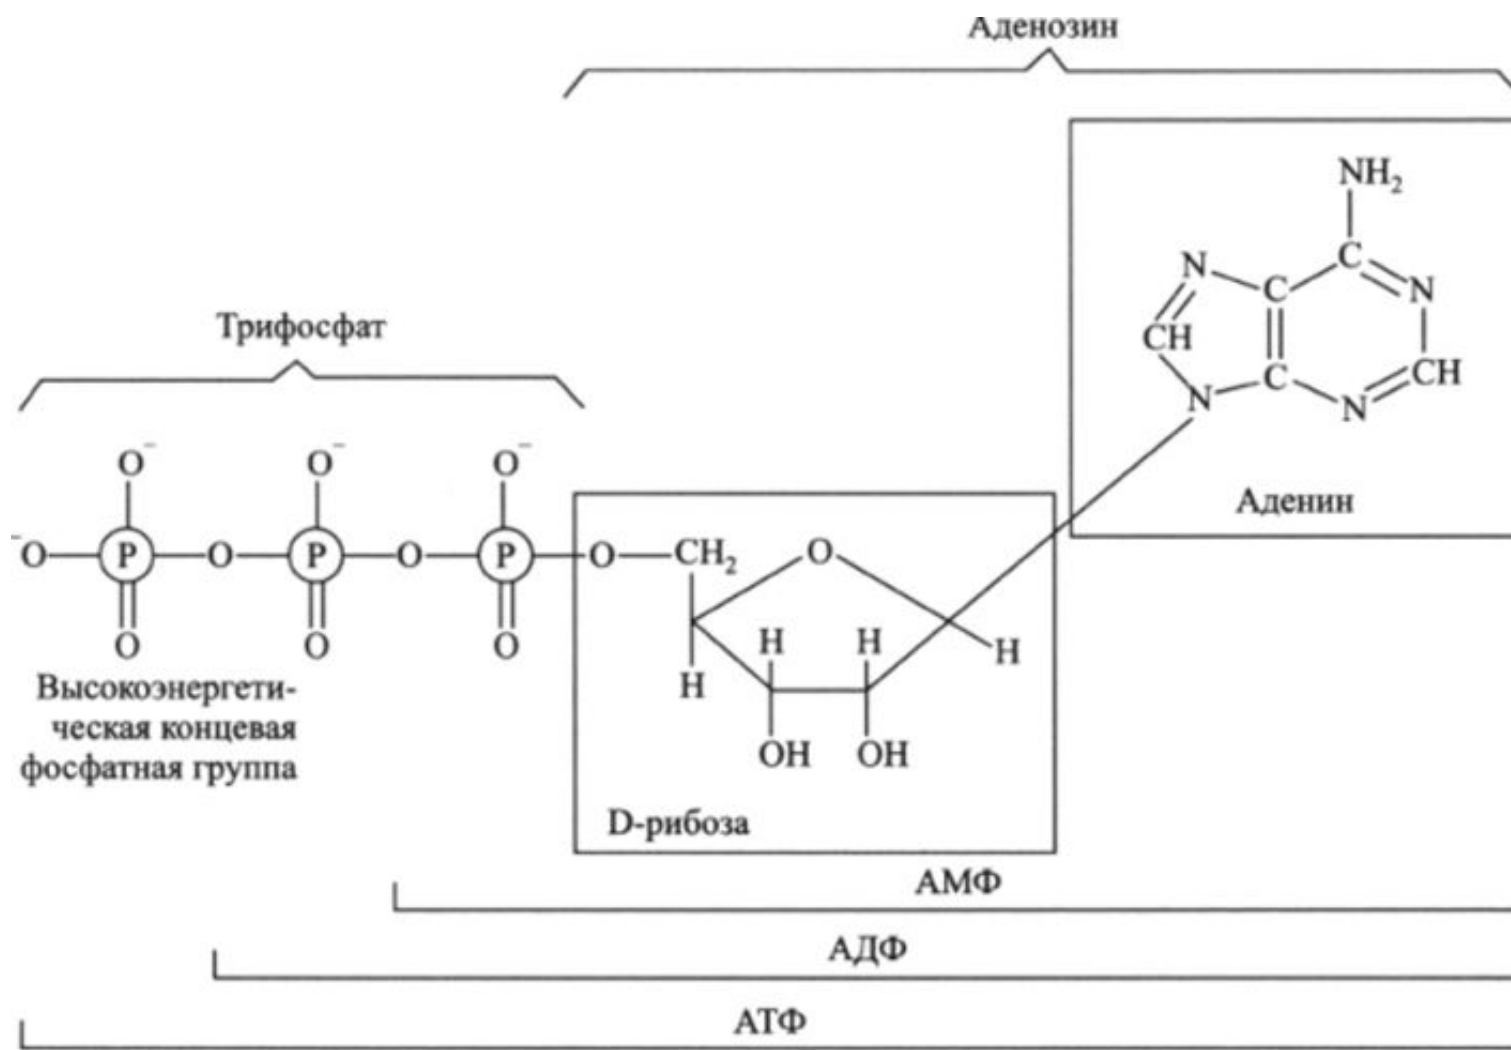 Аденозин
NH₂
N
C
C
N
CH
C
CH
N
N
Аденин
Трифосфат
O⁻
O⁻
O⁻
⁻O
P
O
P
O
P
O
CH₂
O
O
O
O
H
H
H
H
OH
OH
D-рибоза
Высокоэнергети-
ческая концевая
фосфатная группа
АМФ
АДФ
АТФ